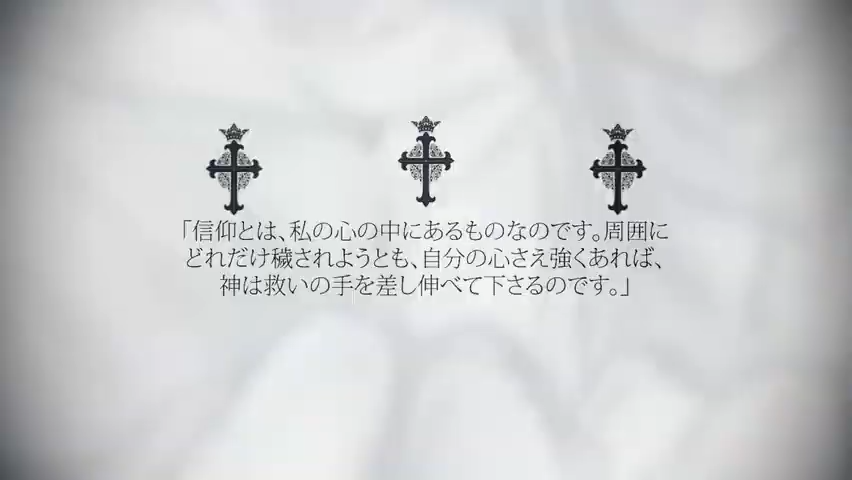 「信仰とは、私の心の中にあるものなのです。周囲に
どれだけ穢されようとも、自分の心さえ強くあれば、
神は救いの手を差し伸べて下さるのです。」